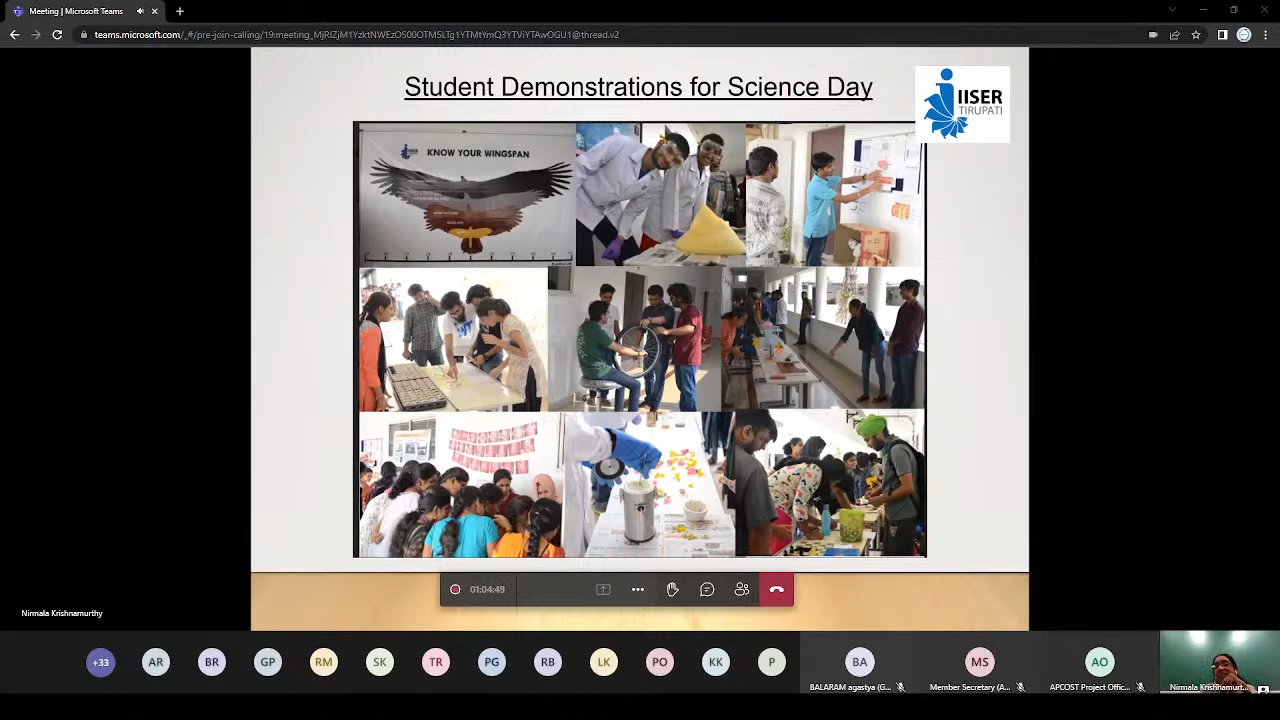 Meeting | Microsoft Teams
teams.microsoft.com/_#/pre-join-calling/19:meeting_MjRlZjM1YzktNWEzOS00OTM5LTg1YTMtYmQ3YTViYTAwOGU1@thread.v2
Student Demonstrations for Science Day
IISER
TIRUPATI
KNOW YOUR WINGSPAN
01:04:49
Nirmala Krishnamurthy
+33
AR
BR
GP
RM
SK
TR
PG
RB
LK
PO
KK
P
BA
MS
AO
BALARAM agastya (G...
Member Secretary (A...
APCOST Project Offic...
Nirmala Krishnamurt...